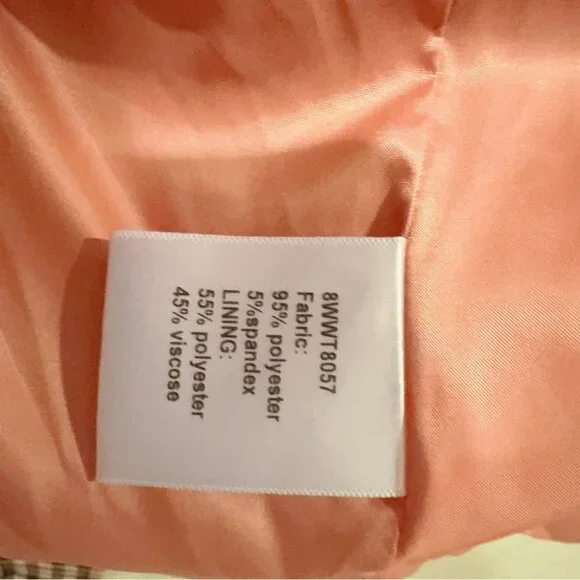 8WWT8057
Fabric:
95% polyester
5%spandex
LINING:
55% polyester
45% viscose